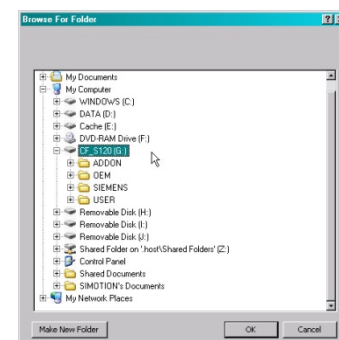 Browse For Folder
My Documents
My Computer
WINDOWS (C:)
DATA (D:)
Cache (E:)
DVD-RAM Drive (F:)
CF_S120 (G:)
ADDON
OEM
SIEMENS
USER
Removable Disk (H:)
Removable Disk (I:)
Removable Disk (J:)
Shared Folder on '.host\Shared Folders' (Z:)
Control Panel
Shared Documents
SIMOTION's Documents
My Network Places
Make New Folder OK Cancel